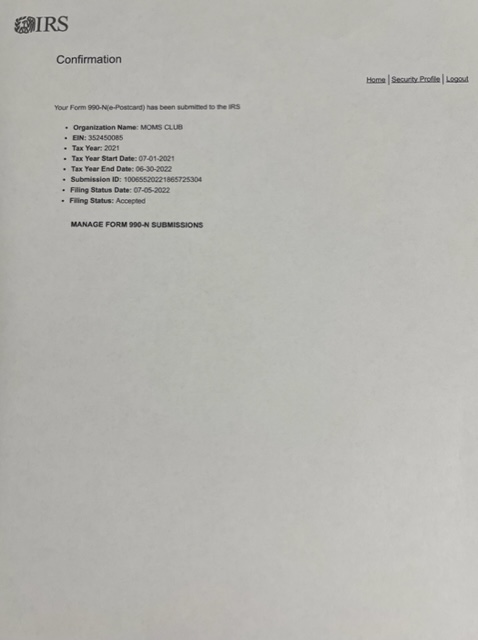 IRS
Confirmation
Home | Security Profile | Logout
Your Form 990-N(e-Postcard) has been submitted to the IRS
• Organization Name: MOMS CLUB
• EIN: 352450085
• Tax Year: 2021
• Tax Year Start Date: 07-01-2021
• Tax Year End Date: 06-30-2022
• Submission ID: 10065520221865725304
• Filing Status Date: 07-05-2022
• Filing Status: Accepted
MANAGE FORM 990-N SUBMISSIONS